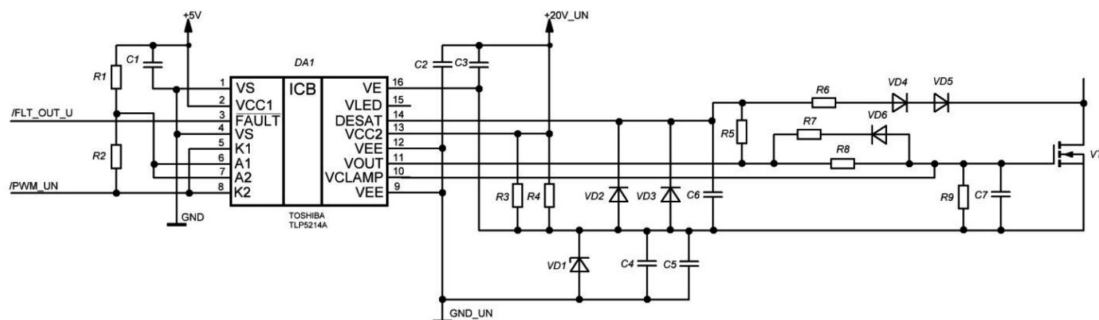 +5V
+20V_UN
C1
DA1
C2
C3
R1
1 VS ICB VE 16
2 VCC1 VLED 15
/FLT_OUT_U 3 FAULT DESAT 14
4 VS VCC2 13
R2 5 K1 VEE 12
6 A1 VOUT 11
7 A2 VCLAMP 10
/PWM_UN 8 K2 VEE 9
GND
TOSHIBA
TLP5214A
R6
VD4
VD5
R5
R7
VD6
R8
R3
R4
VD2
VD3
C6
R9
C7
VD1
C4
C5
GND_UN